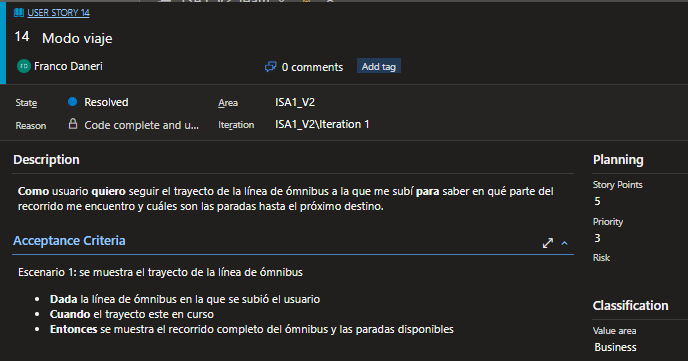 USER STORY 14
14 Modo viaje
FD Franco Daneri
0 comments
Add tag
State Resolved
Area ISA1_V2
Reason Code complete and u...
Iteration ISA1_V2\Iteration 1
Description
Como usuario quiero seguir el trayecto de la línea de ómnibus a la que me subí para saber en qué parte del
recorrido me encuentro y cuáles son las paradas hasta el próximo destino.
Acceptance Criteria
Escenario 1: se muestra el trayecto de la línea de ómnibus
• Dada la línea de ómnibus en la que se subió el usuario
• Cuando el trayecto este en curso
• Entonces se muestra el recorrido completo del ómnibus y las paradas disponibles
Planning
Story Points
5
Priority
3
Risk
Classification
Value area
Business